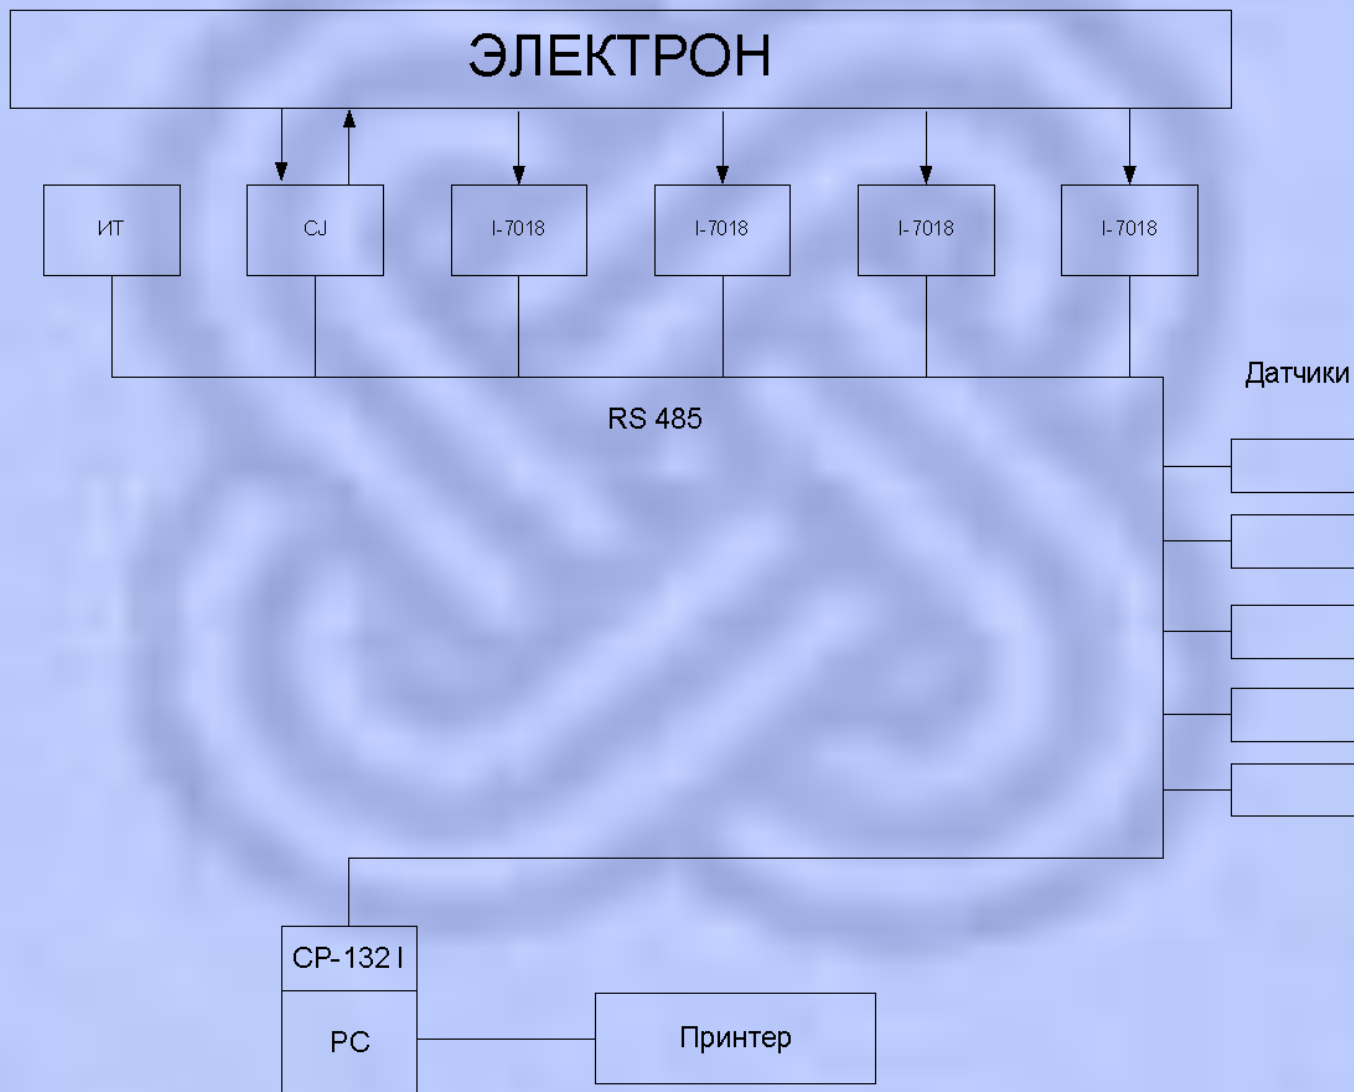 ЭЛЕКТРОН
ИТ
CJ
I-7018
I-7018
I-7018
I-7018
Датчики
RS 485
CP-132 I
PC
Принтер